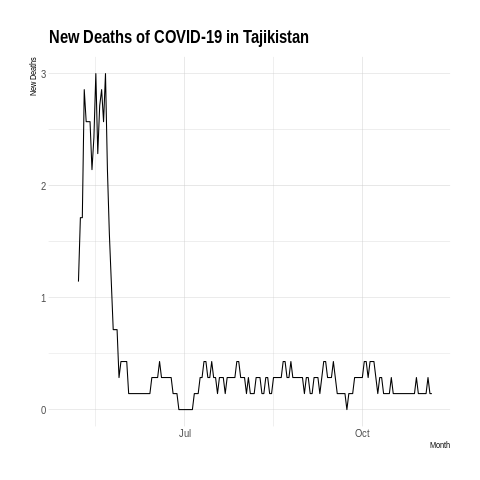 New Deaths of COVID-19 in Tajikistan
New Deaths
3
2
1
0
Jul
Oct
Month